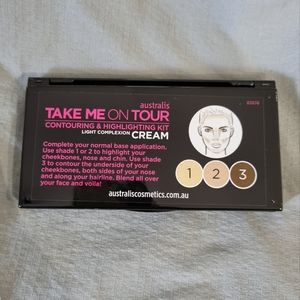 australis
TAKE ME ON TOUR
CONTOURING & HIGHLIGHTING KIT
LIGHT COMPLEXION CREAM
Complete your normal base application.
Use shade 1 or 2 to highlight your
cheekbones, nose and chin. Use shade
3 to contour the underside of your
cheekbones, both sides of your nose
and along your hairline. Blend all over
your face and voila!
1 2 3
australiscosmetics.com.au